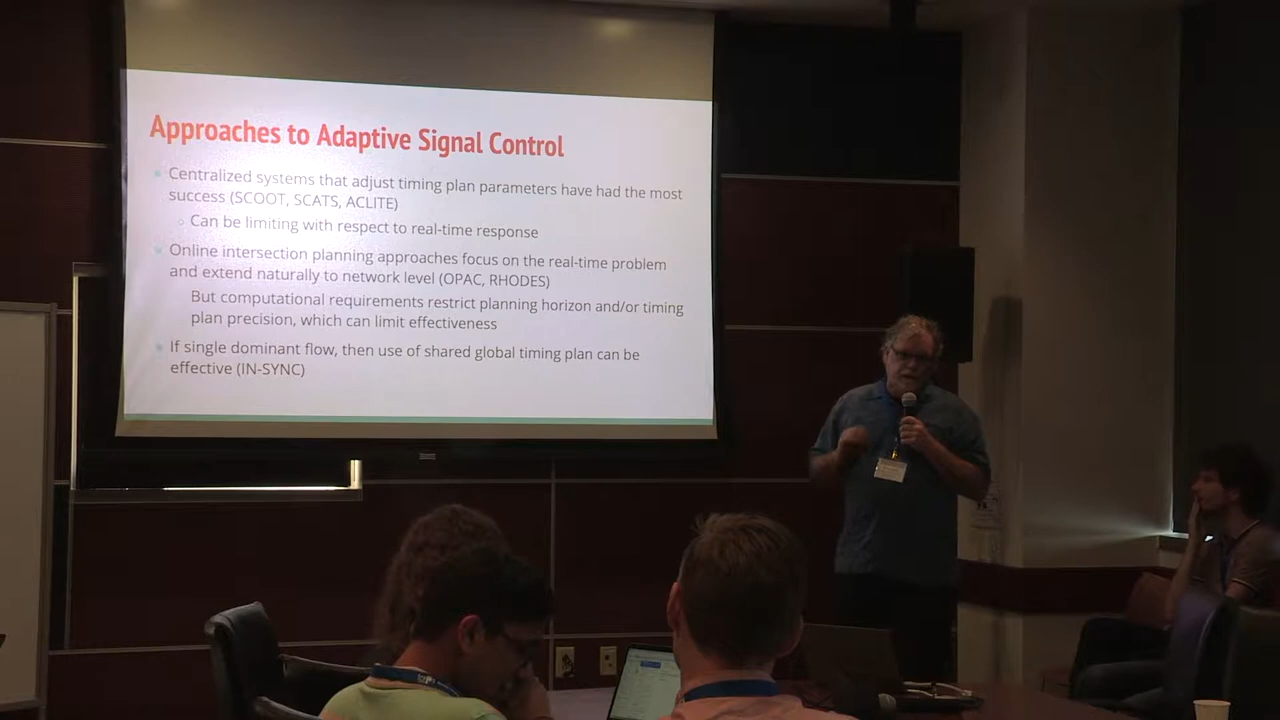 Approaches to Adaptive Signal Control
Centralized systems that adjust timing plan parameters have had the most
success (SCOOT, SCATS, ACLITE)
Can be limiting with respect to real-time response
Online intersection planning approaches focus on the real-time problem
and extend naturally to network level (OPAC, RHODES)
But computational requirements restrict planning horizon and/or timing
plan precision, which can limit effectiveness
If single dominant flow, then use of shared global timing plan can be
effective (IN-SYNC)